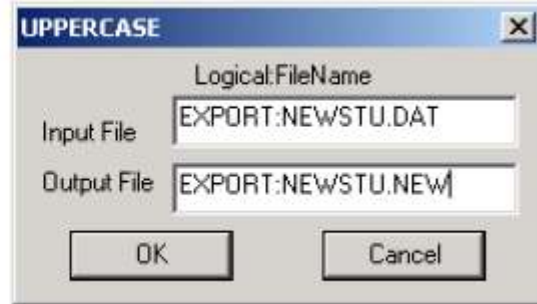 UPPERCASE
Logical:FileName
Input File EXPORT:NEWSTU.DAT
Output File EXPORT:NEWSTU.NEW
OK Cancel